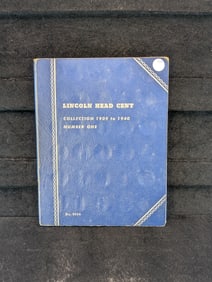 LINCOLN HEAD CENT
COLLECTION 1909 to 1940
NUMBER ONE